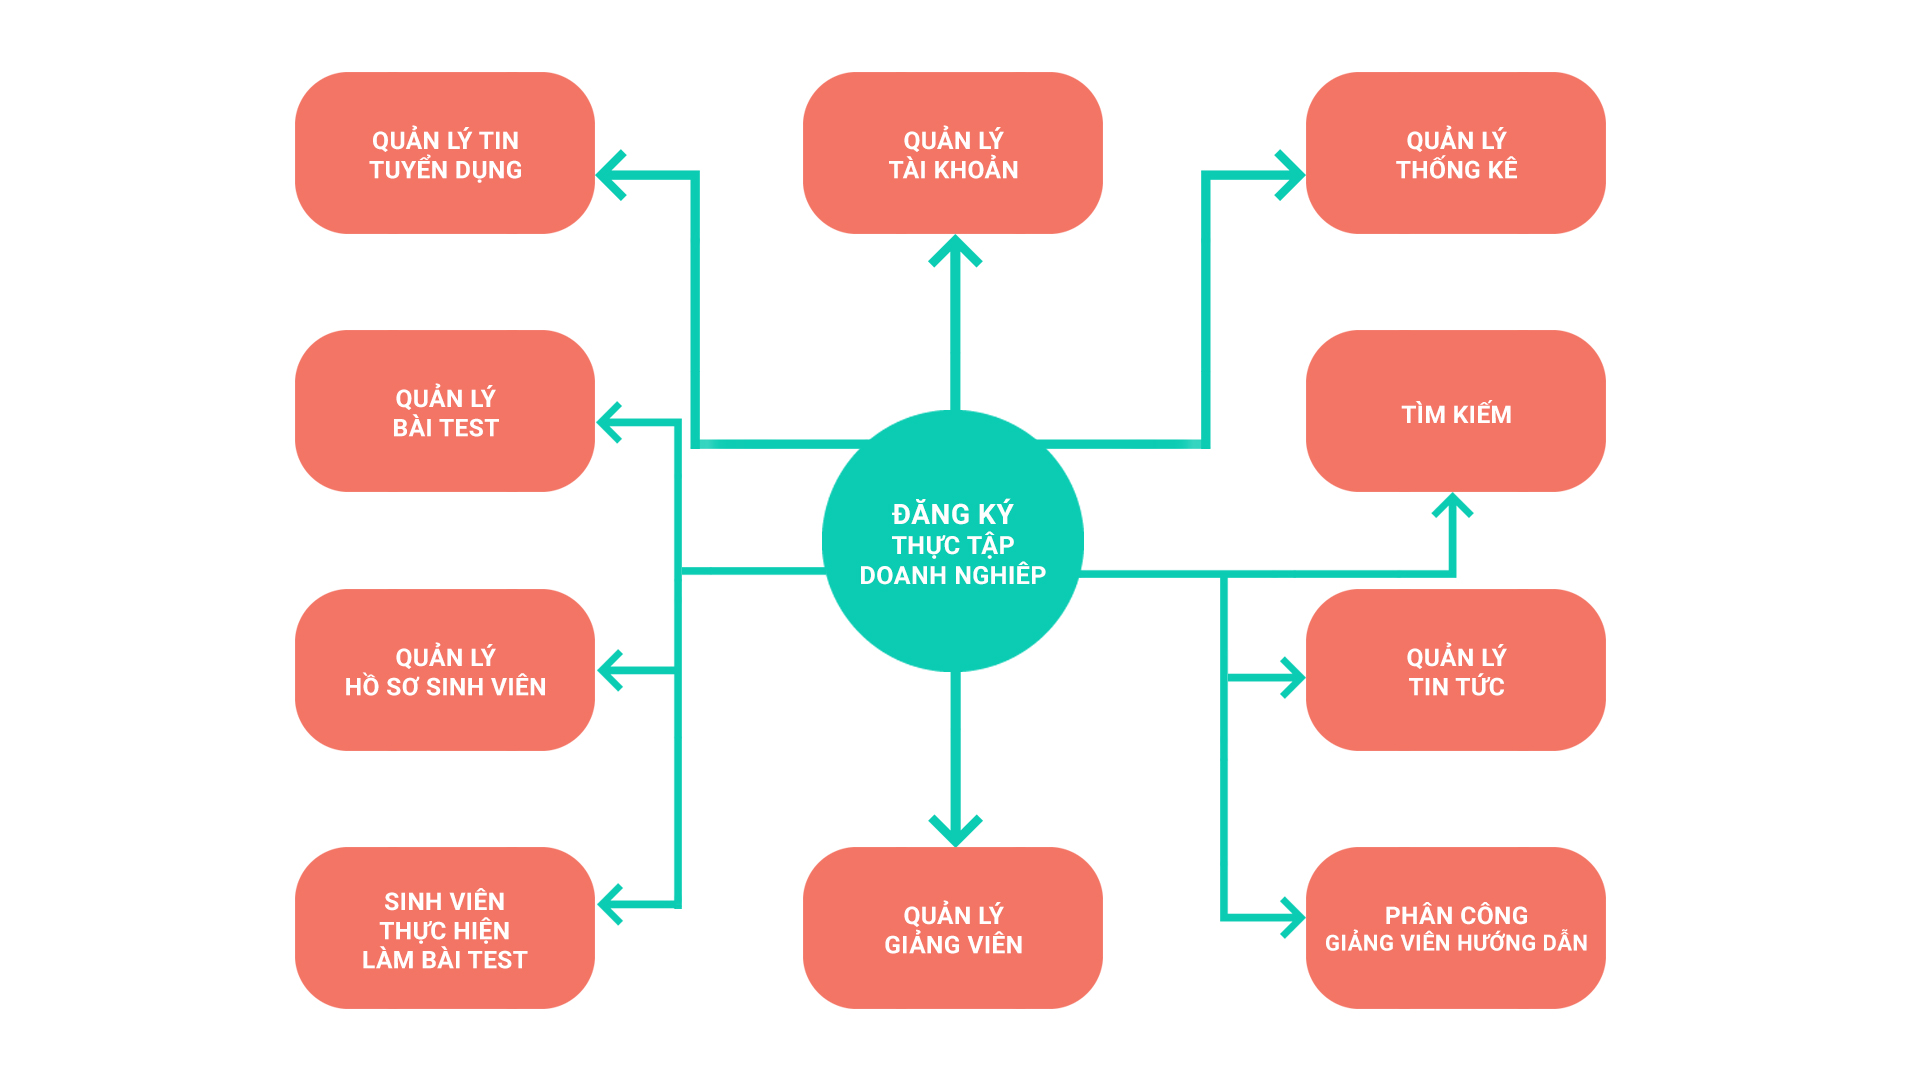 QUẢN LÝ TIN
TUYỂN DỤNG
QUẢN LÝ
TÀI KHOẢN
QUẢN LÝ
THỐNG KÊ
QUẢN LÝ
BÀI TEST
TÌM KIẾM
ĐĂNG KÝ
THỰC TẬP
DOANH NGHIÊP
QUẢN LÝ
HỒ SƠ SINH VIÊN
QUẢN LÝ
TIN TỨC
SINH VIÊN
THỰC HIỆN
LÀM BÀI TEST
QUẢN LÝ
GIẢNG VIÊN
PHÂN CÔNG
GIẢNG VIÊN HƯỚNG DẪN